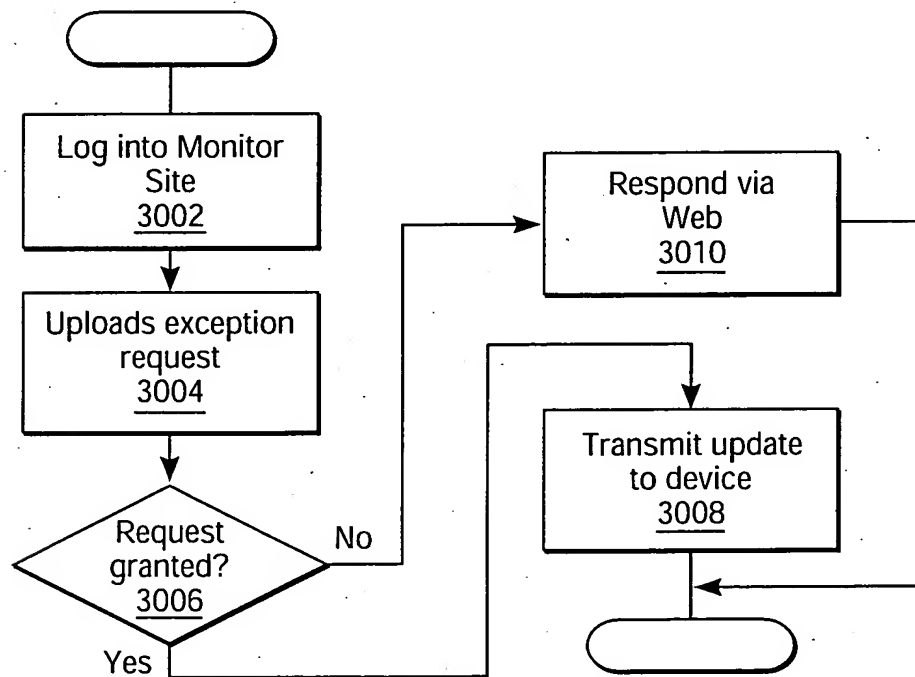 Log into Monitor
Site
3002
Uploads exception
request
3004
Request
granted?
3006
No
Yes
Respond via
Web
3010
Transmit update
to device
3008